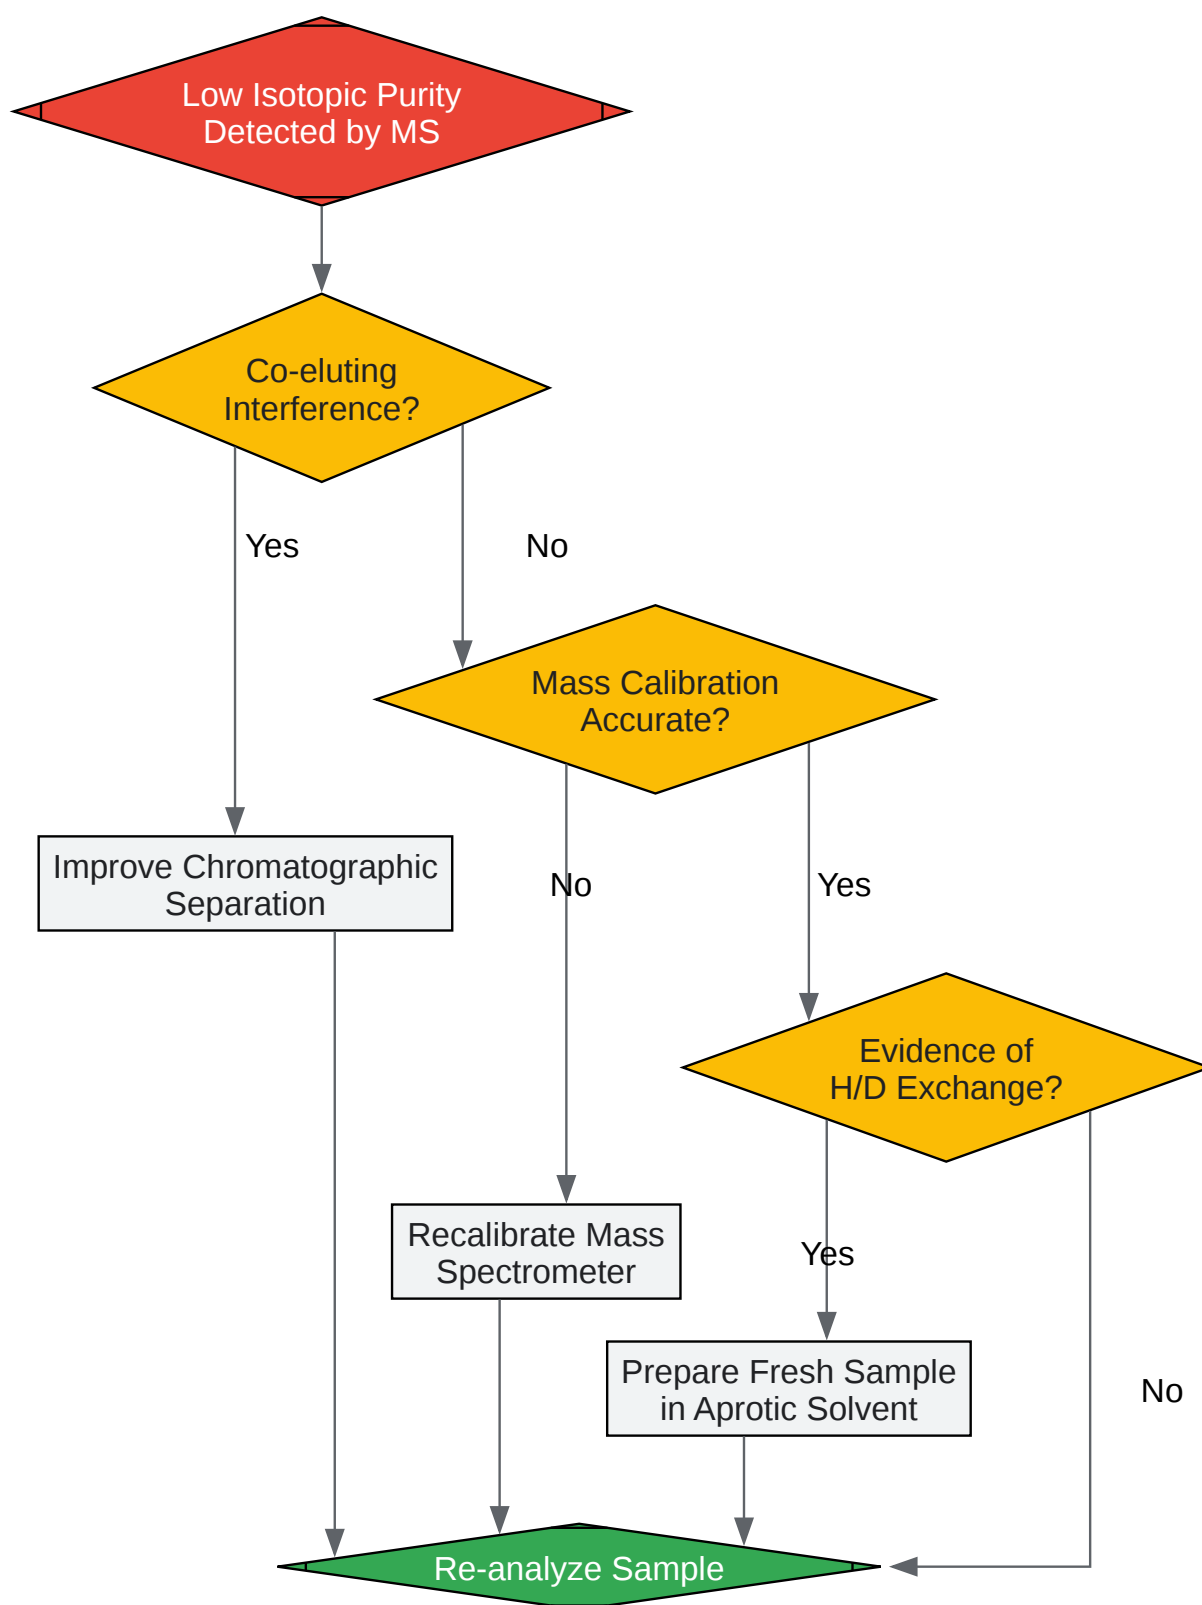 Low Isotopic Purity
Detected by MS
Co-eluting
Interference?
Yes
No
Mass Calibration
Accurate?
Improve Chromatographic
Separation
No
Yes
Evidence of
H/D Exchange?
Recalibrate Mass
Spectrometer
Yes
Prepare Fresh Sample
in Aprotic Solvent
No
Re-analyze Sample